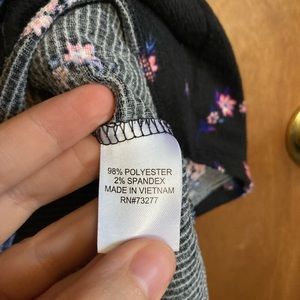 98% POLYESTER
2% SPANDEX
MADE IN VIETNAM
RN#73277